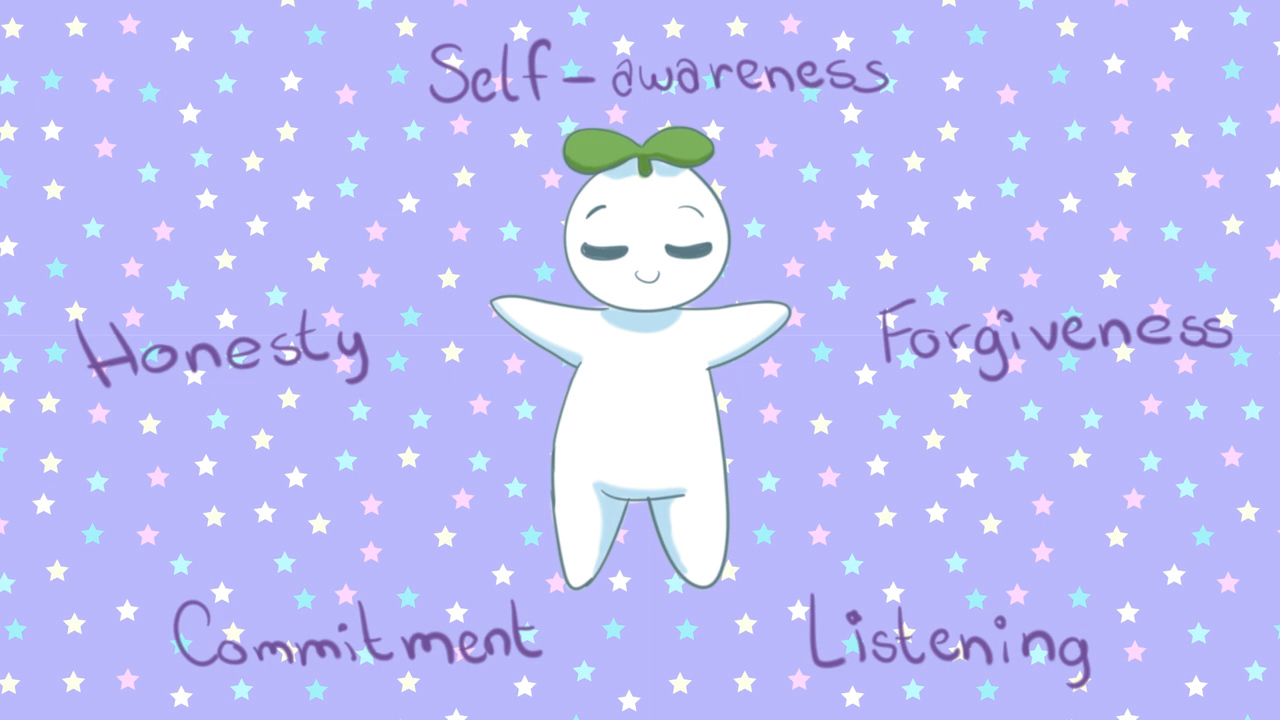 Self-awareness
Honesty
Forgiveness
Commitment
Listening